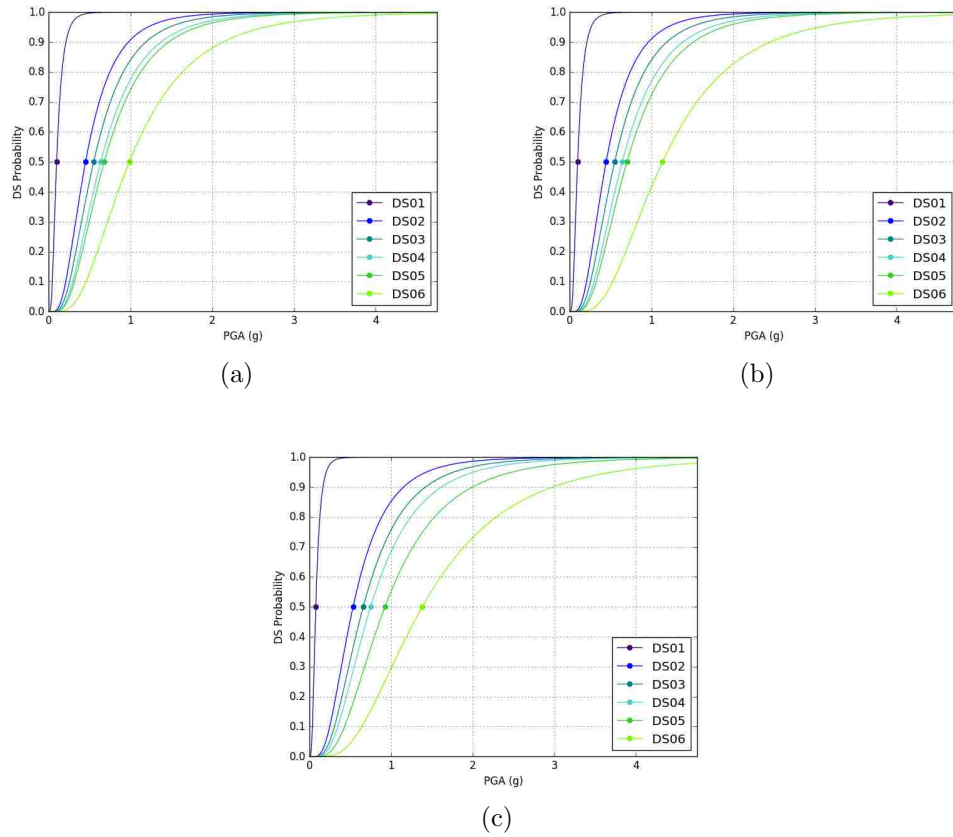 1.0
0.9
0.8
0.7
0.6
0.5
0.4
0.3
0.2
0.1
0.0
DS Probability
DS01
DS02
DS03
DS04
DS05
DS06
0 1 2 3 4
PGA (g)
(a)
1.0
0.9
0.8
0.7
0.6
0.5
0.4
0.3
0.2
0.1
0.0
DS Probability
DS01
DS02
DS03
DS04
DS05
DS06
0 1 2 3 4
PGA (g)
(b)
1.0
0.9
0.8
0.7
0.6
0.5
0.4
0.3
0.2
0.1
0.0
DS Probability
DS01
DS02
DS03
DS04
DS05
DS06
0 1 2 3 4
PGA (g)
(c)